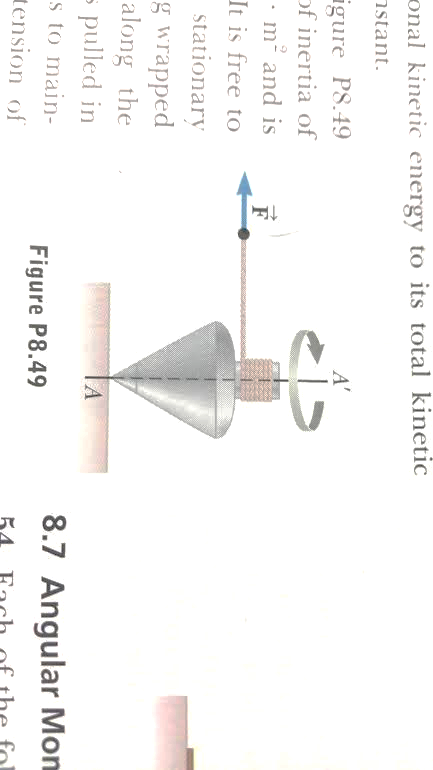 onal kinetic energy to its total kinetic
nstant.
igure P8.49
of inertia of
· m² and is
It is free to
stationary
g wrapped
along the
pulled in
s to main-
tension of
F
A'
A
Figure P8.49
8.7 Angular Mon
54. Each of the fol